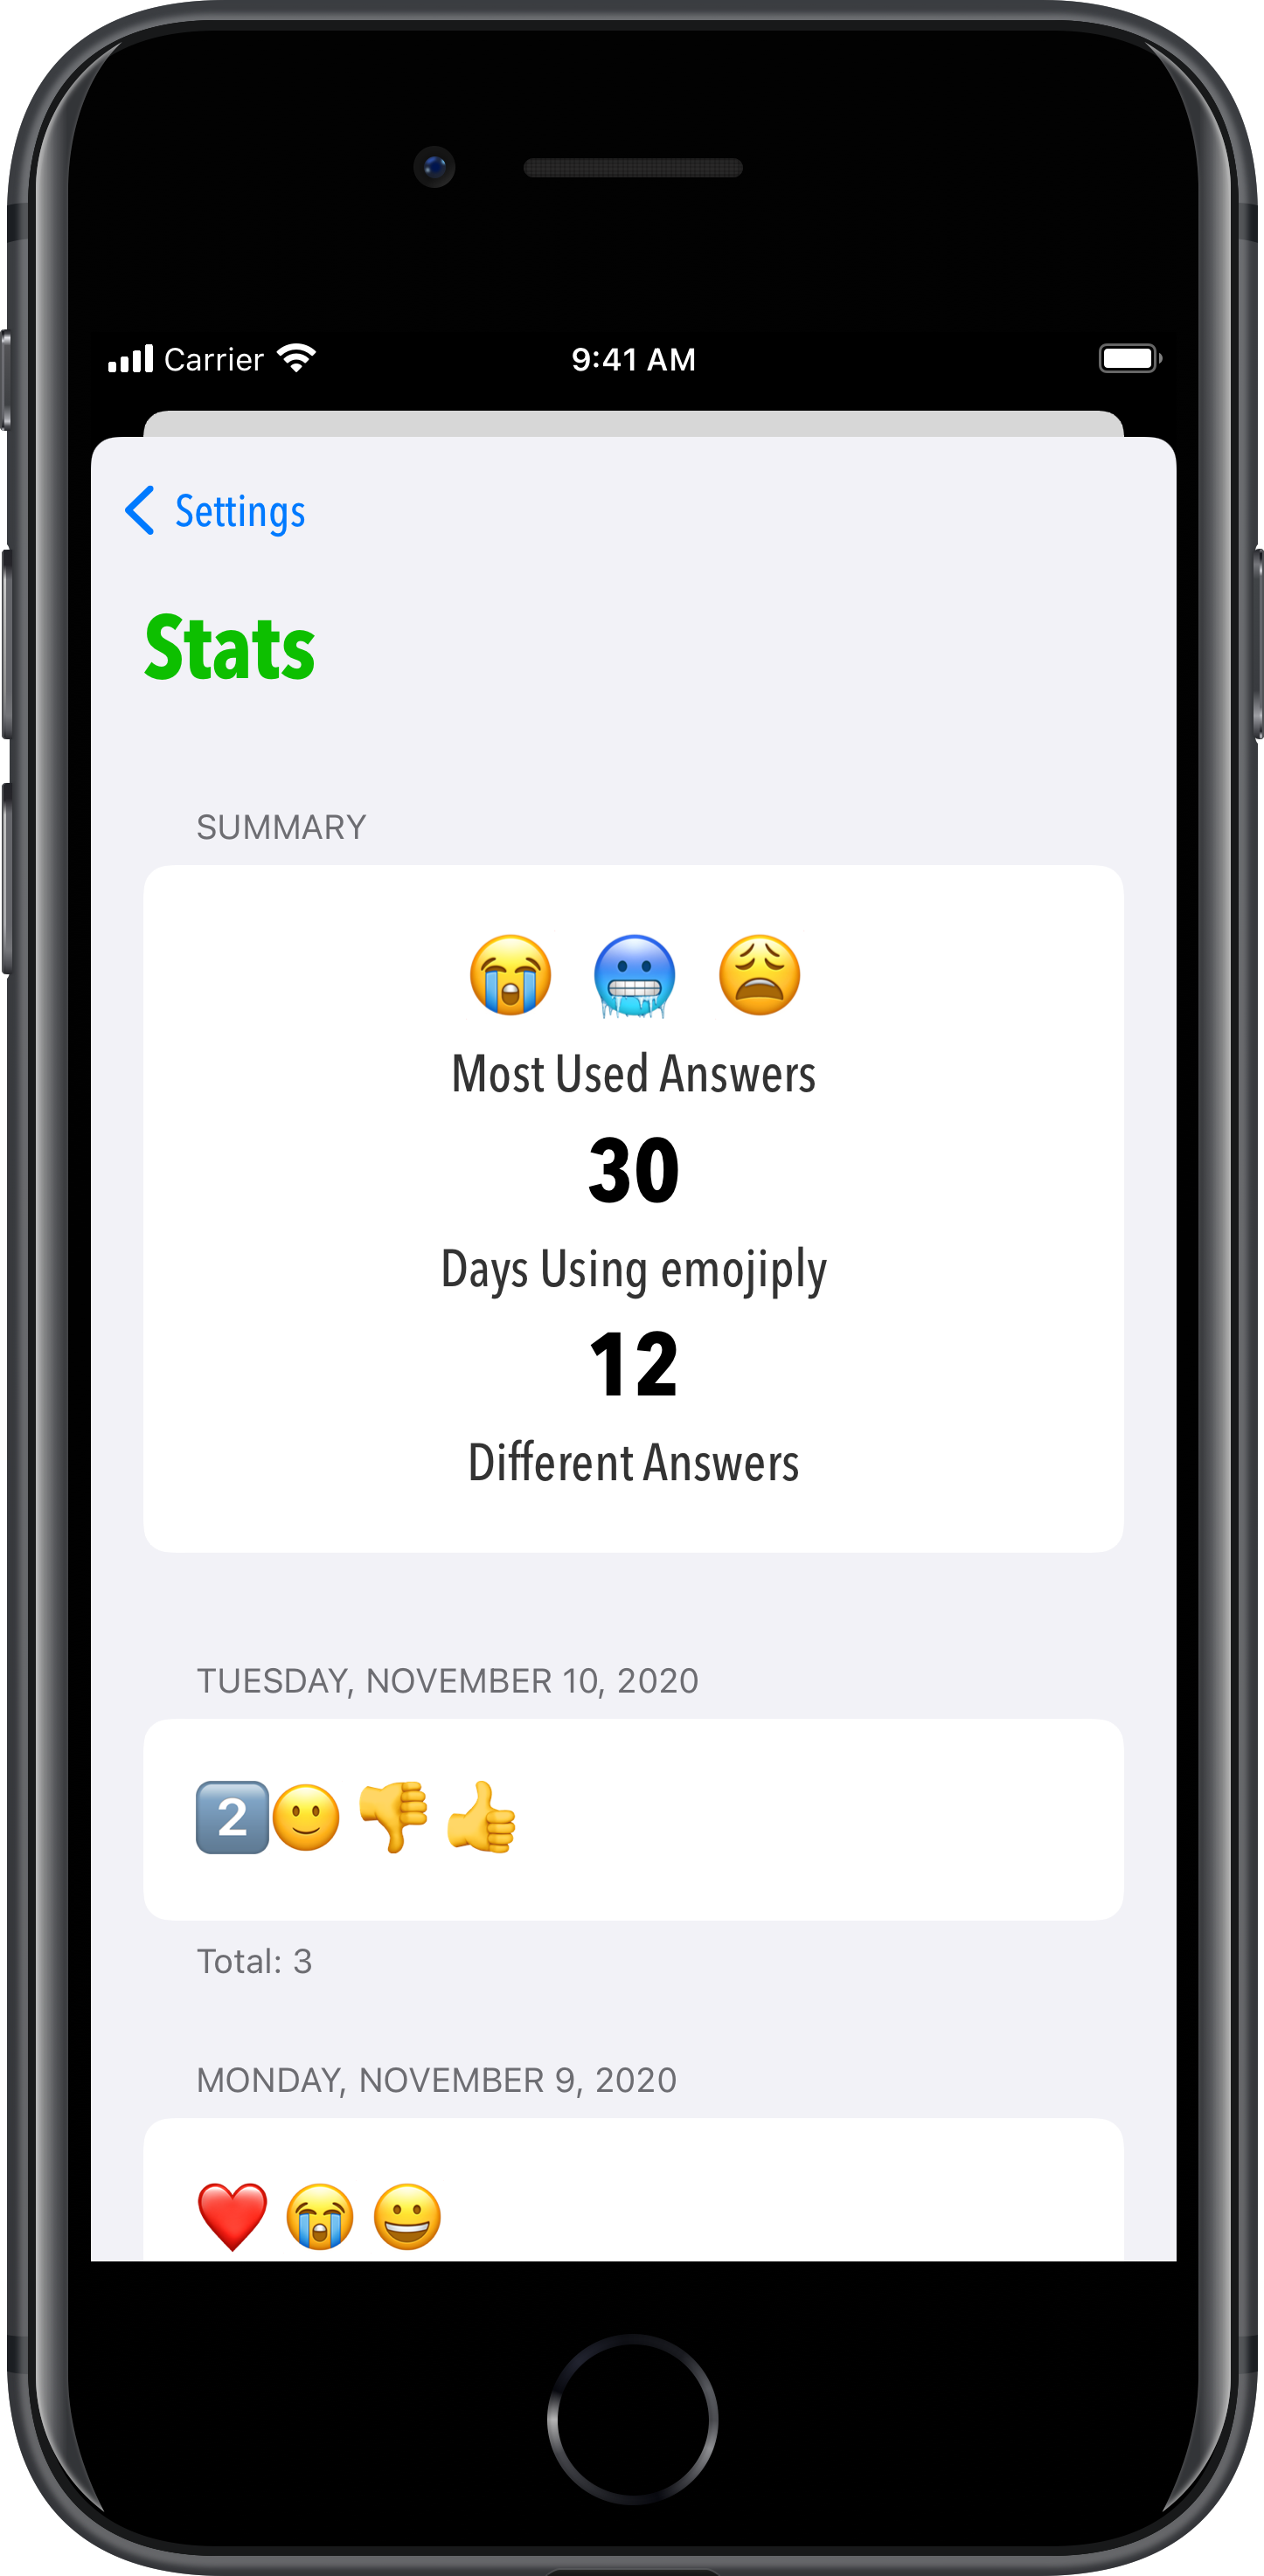 Carrier 9:41 AM
Settings
Stats
SUMMARY
😭 🥶 😩
Most Used Answers
30
Days Using emojiply
12
Different Answers
TUESDAY, NOVEMBER 10, 2020
2️⃣🙂 👎 👍
Total: 3
MONDAY, NOVEMBER 9, 2020
❤️ 😭 😀